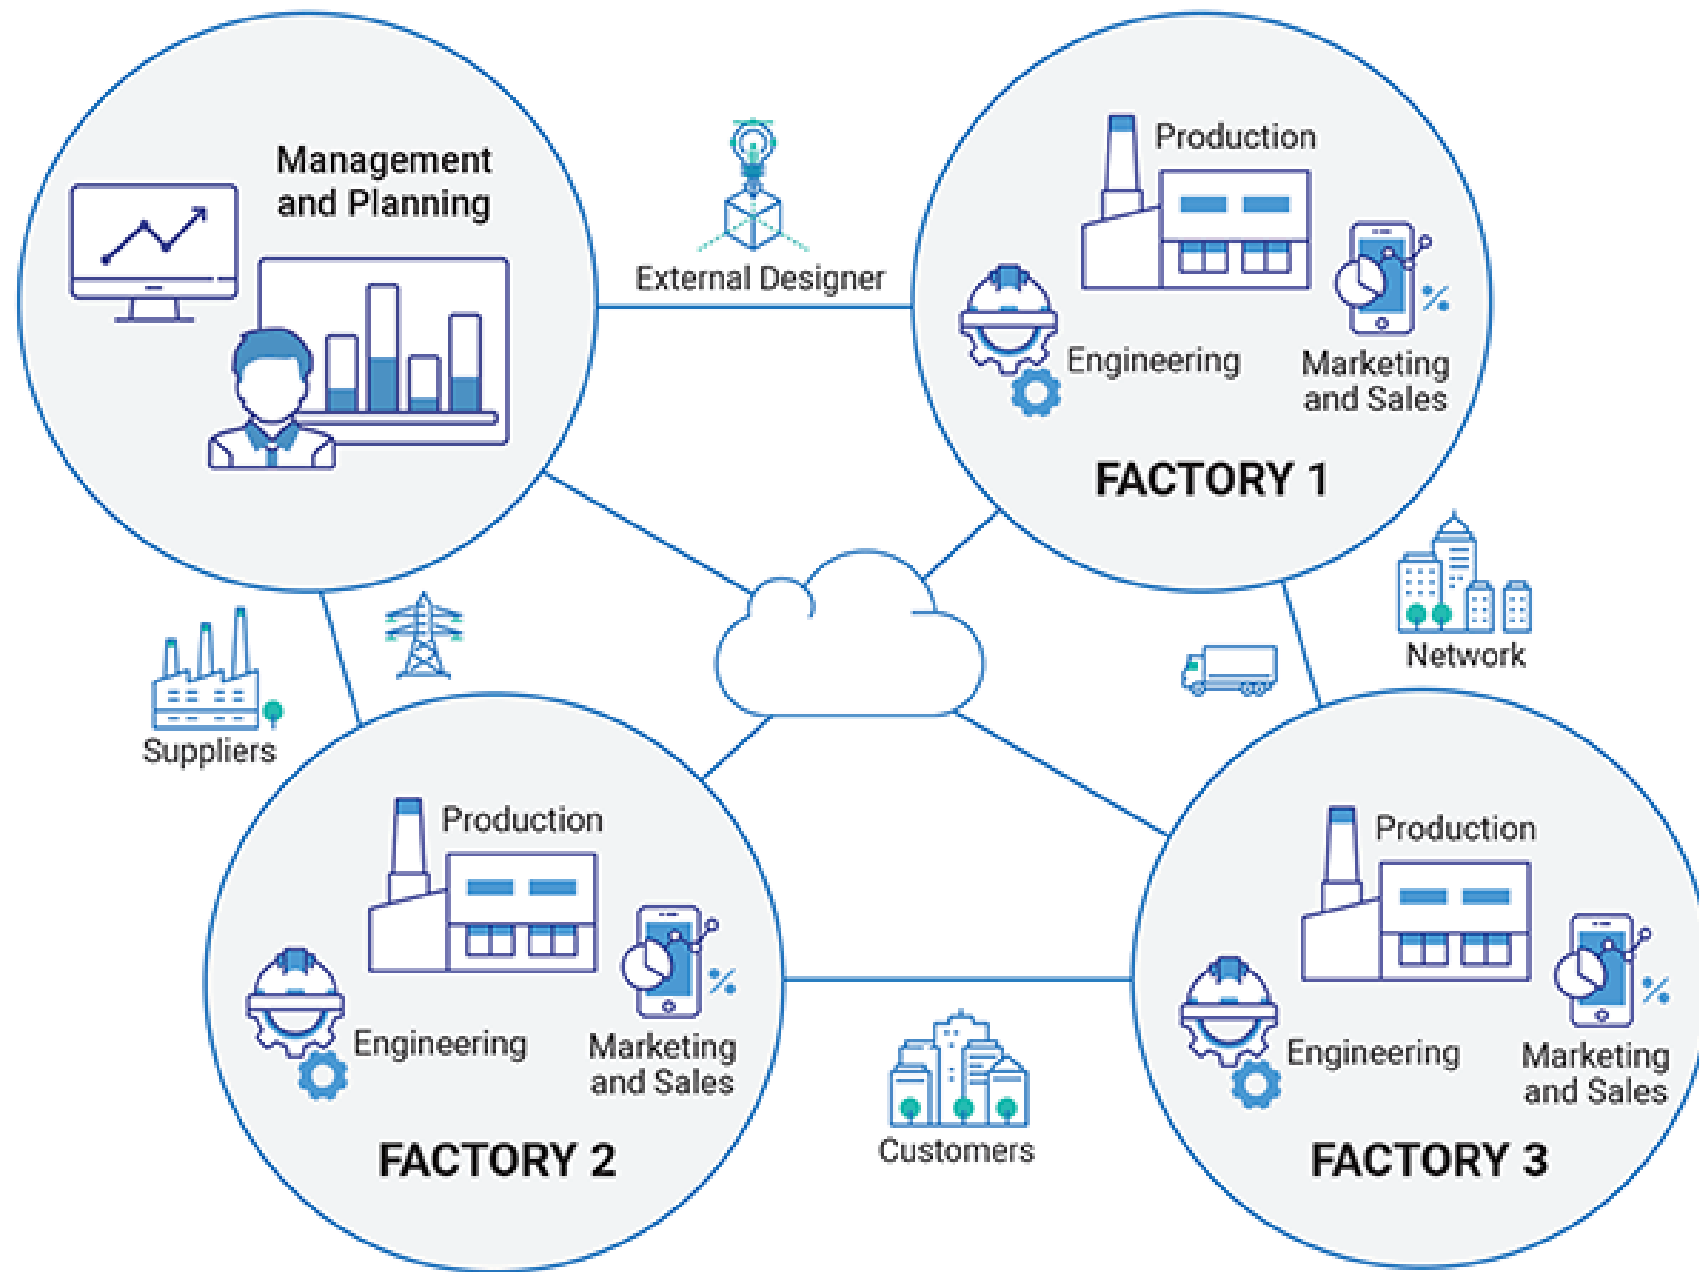 Management
and Planning
External Designer
Production
Engineering
Marketing
and Sales
FACTORY 1
Suppliers
Network
Production
Engineering
Marketing
and Sales
FACTORY 2
Customers
Production
Engineering
Marketing
and Sales
FACTORY 3